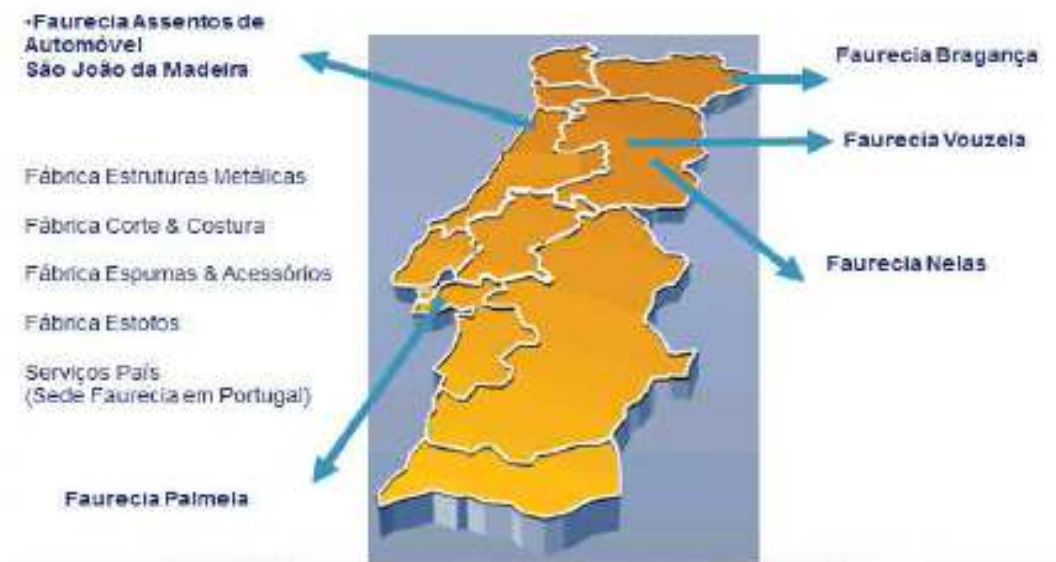 •Faurecia Assentos de
Automóvel
São João da Madeira
Fábrica Estruturas Metálicas
Fábrica Corte & Costura
Fábrica Espumas & Acessórios
Fábrica Estofos
Serviços País
(Sede Faurecia em Portugal)
Faurecia Palmela
Faurecia Bragança
Faurecia Vouzela
Faurecia Nelas